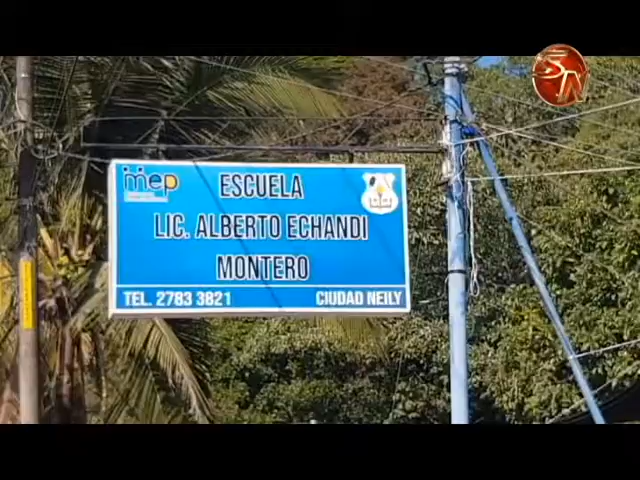 mep
ESCUELA
LIC. ALBERTO ECHANDI
MONTERO
TEL. 2783 3821 CIUDAD NEILY